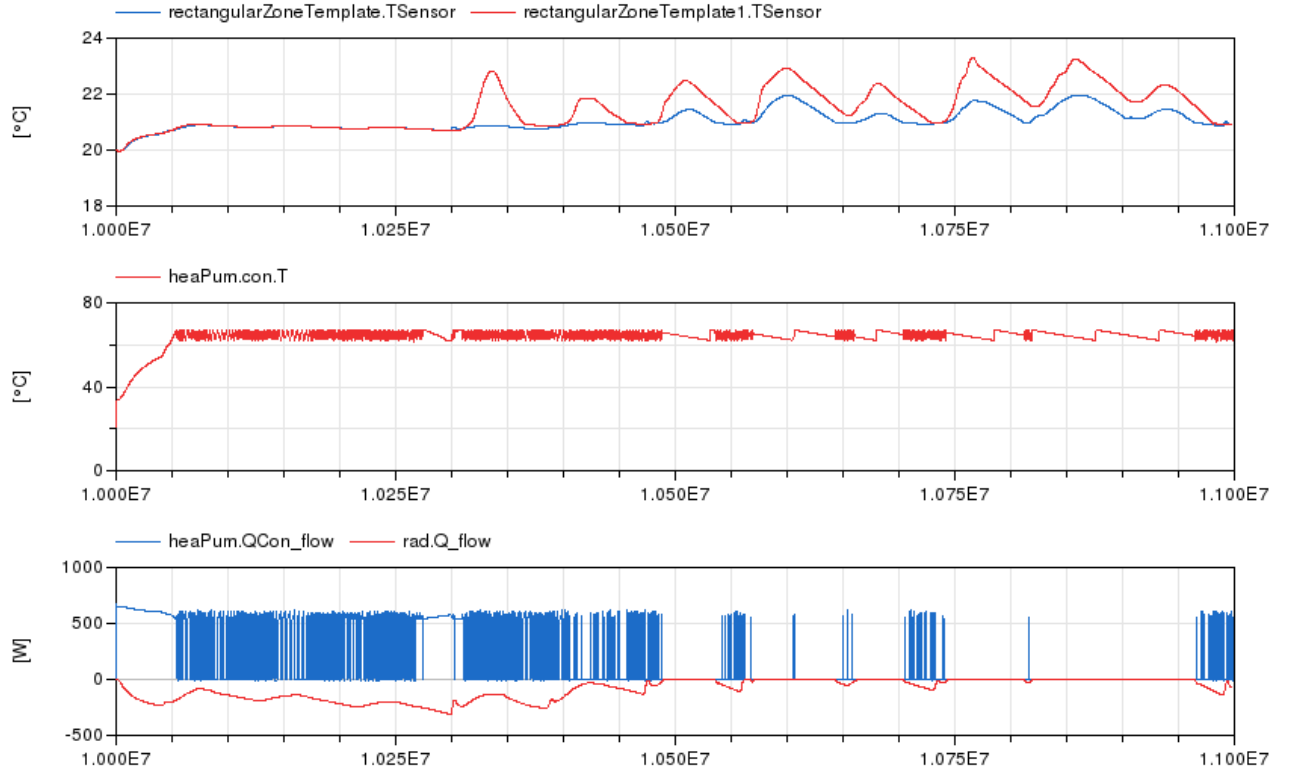 rectangularZoneTemplate.TSensor rectangularZoneTemplate1.TSensor
24
22
[°C]
20
18
1.000E7 1.025E7 1.050E7 1.075E7 1.100E7
heaPum.con.T
80
[°C]
40
0
1.000E7 1.025E7 1.050E7 1.075E7 1.100E7
heaPum.QCon_flow rad.Q_flow
1000
500
[W]
0
-500
1.000E7 1.025E7 1.050E7 1.075E7 1.100E7